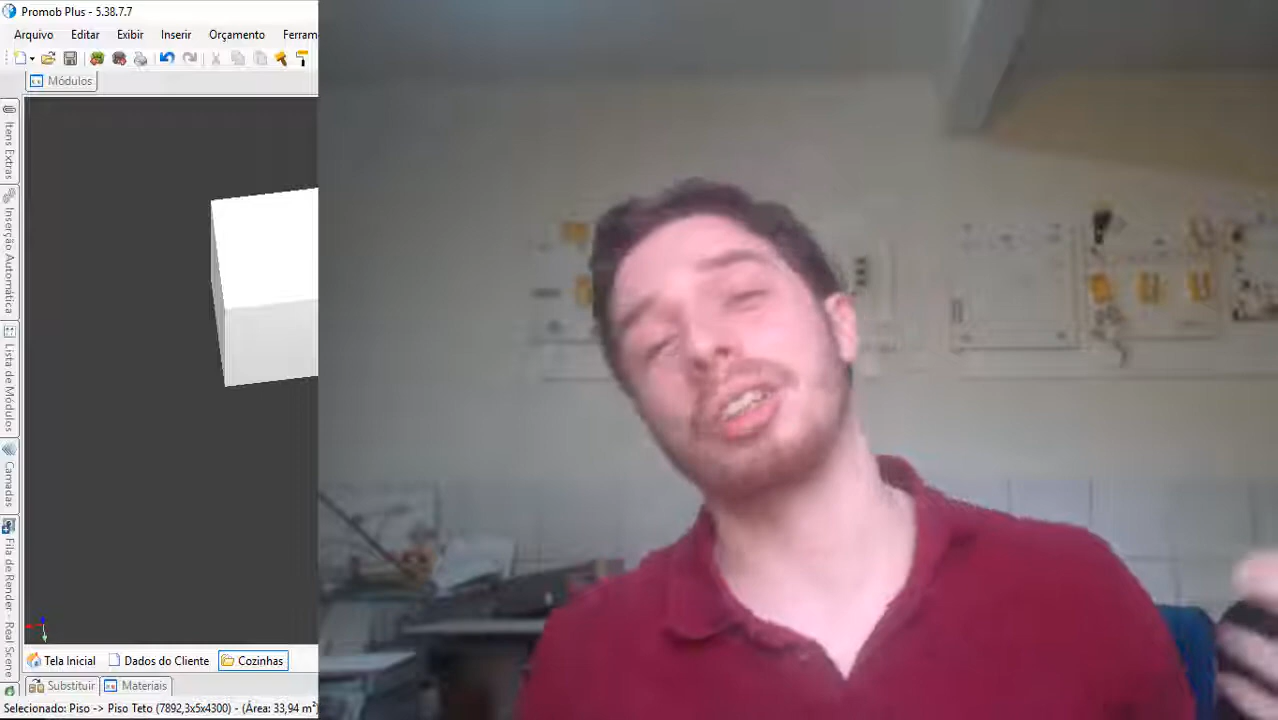 Promob Plus - 5.38.7.7
Arquivo Editar Exibir Inserir Orçamento Ferram
Módulos
Itens Extras
Inserção Automática
Lista de Módulos
Camadas
Fila de Render - Real Scene
Tela Inicial Dados do Cliente Cozinhas
Substituir Materiais
Selecionado: Piso -> Piso Teto (7892,3x5x4300) - (Área: 33,94 m²